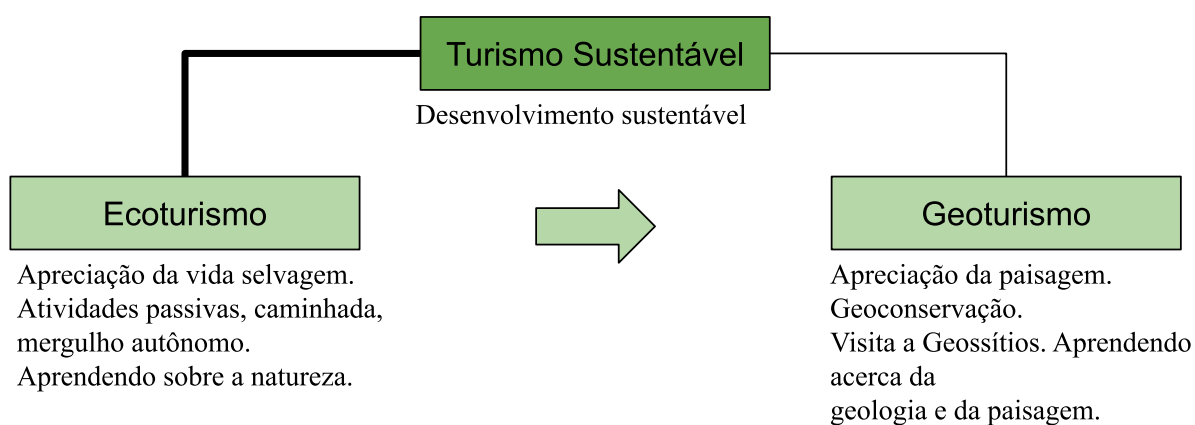 Turismo Sustentável
Desenvolvimento sustentável
Ecoturismo
Apreciação da vida selvagem.
Atividades passivas, caminhada,
mergulho autônomo.
Aprendendo sobre a natureza.
Geoturismo
Apreciação da paisagem.
Geoconservação.
Visita a Geossítios. Aprendendo
acerca da
geologia e da paisagem.